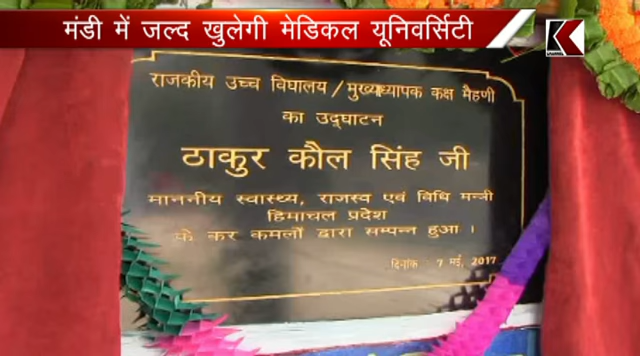 मंडी में जल्द खुलेगी मेडिकल यूनिवर्सिटी
K
राजकीय उच्च विद्यालय / मुख्याध्यापक कक्ष मैहणी
का उद्घाटन
ठाकुर कौल सिंह जी
माननीय स्वास्थ्य, राजस्व एवं विधि मन्त्री
हिमाचल प्रदेश
के कर कमलों द्वारा सम्पन्न हुआ ।
दिनांक 7 मई, 2017